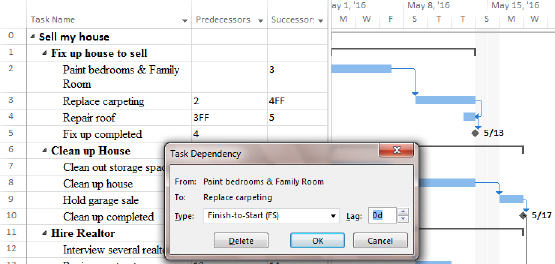 Task Name Predecessors Successors
ay 1, '16 May 8, '16 May 15, '16
M W F S T T S M W F
0 Sell my house
1 Fix up house to sell
2 Paint bedrooms & Family Room 3
3 Replace carpeting 2 4FF
4 Repair roof 3FF 5
5 Fix up completed 4 5/13
6 Clean up House
7 Clean out storage spac
8 Clean up house
9 Hold garage sale
10 Clean up completed 5/17
11 Hire Realtor
12 Interview several realto
Task Dependency
From: Paint bedrooms & Family Room
To: Replace carpeting
Type: Finish-to-Start (FS) Lag: 0d
Delete OK Cancel